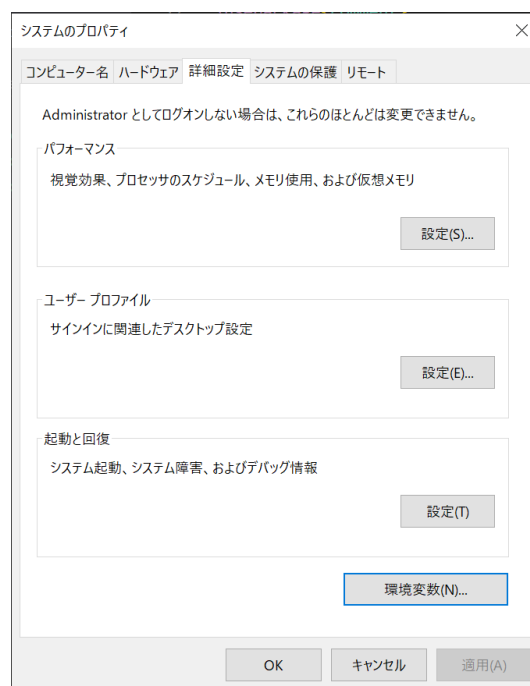 システムのプロパティ
コンピューター名 ハードウェア 詳細設定 システムの保護 リモート
Administrator としてログオンしない場合は、これらのほとんどは変更できません。
パフォーマンス
視覚効果、プロセッサのスケジュール、メモリ使用、および仮想メモリ
設定(S)...
ユーザー プロファイル
サインインに関連したデスクトップ設定
設定(E)...
起動と回復
システム起動、システム障害、およびデバッグ情報
設定(T)
環境変数(N)...
OK キャンセル 適用(A)